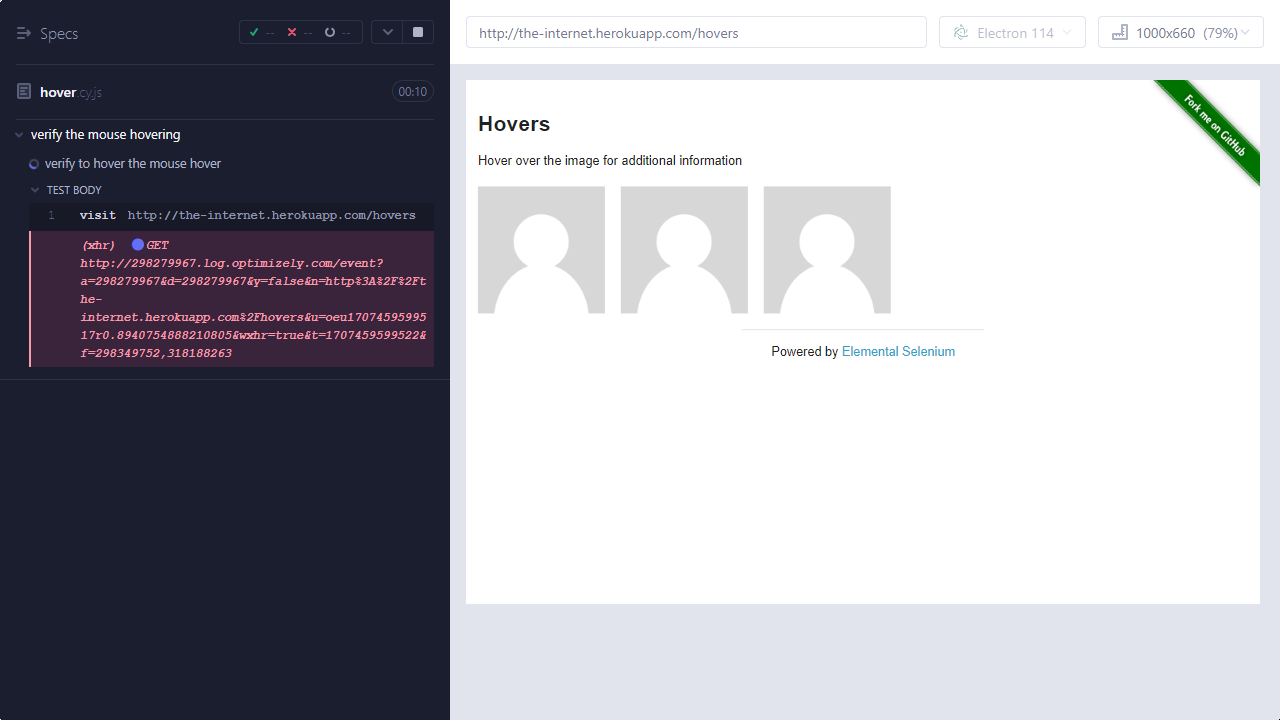 Specs
-- -- --
hover.cy.js 00:10
verify the mouse hovering
verify to hover the mouse hover
TEST BODY
1 visit http://the-internet.herokuapp.com/hovers
(xhr) GET
http://298279967.log.optimizely.com/event?
a=298279967&d=298279967&y=false&n=http%3A%2F%2Ft
he-
internet.herokuapp.com%2Fhovers&u=oeu17074595995
17r0.8940754888210805&wxhr=true&t=1707459599522&
f=298349752,318188263
http://the-internet.herokuapp.com/hovers
Electron 114
1000x660 (79%)
Fork me on GitHub
Hovers
Hover over the image for additional information
Powered by Elemental Selenium